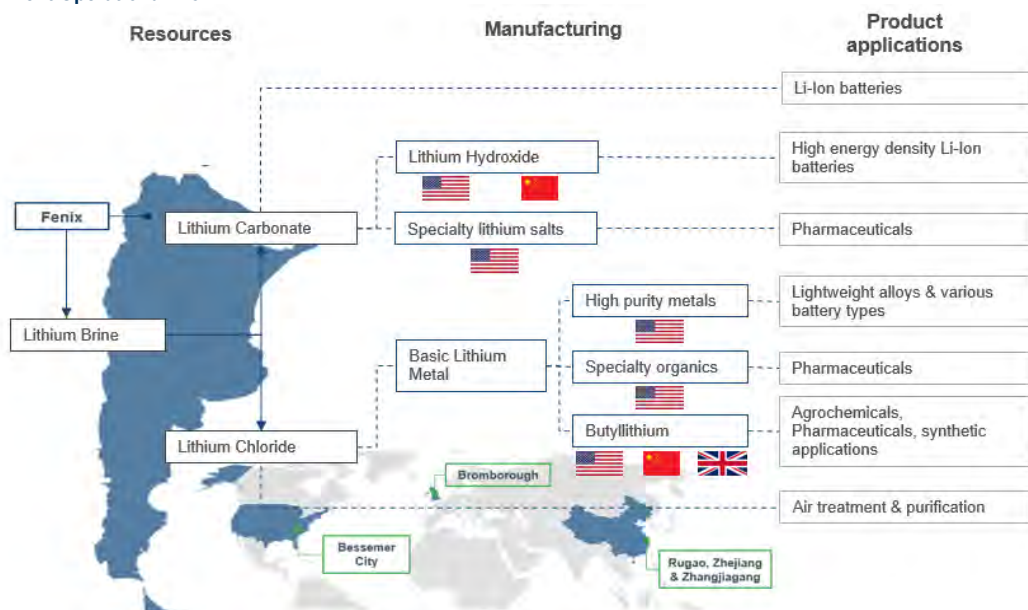 Resources
Manufacturing
Product
applications
Li-Ion batteries
Lithium Hydroxide
High energy density Li-Ion
batteries
Fenix
Lithium Carbonate
Specialty lithium salts
Pharmaceuticals
High purity metals
Lightweight alloys & various
battery types
Lithium Brine
Basic Lithium
Metal
Specialty organics
Pharmaceuticals
Lithium Chloride
Butyllithium
Agrochemicals,
Pharmaceuticals, synthetic
applications
Bromborough
Air treatment & purification
Bessemer
City
Rugao, Zhejiang
& Zhangjiagang